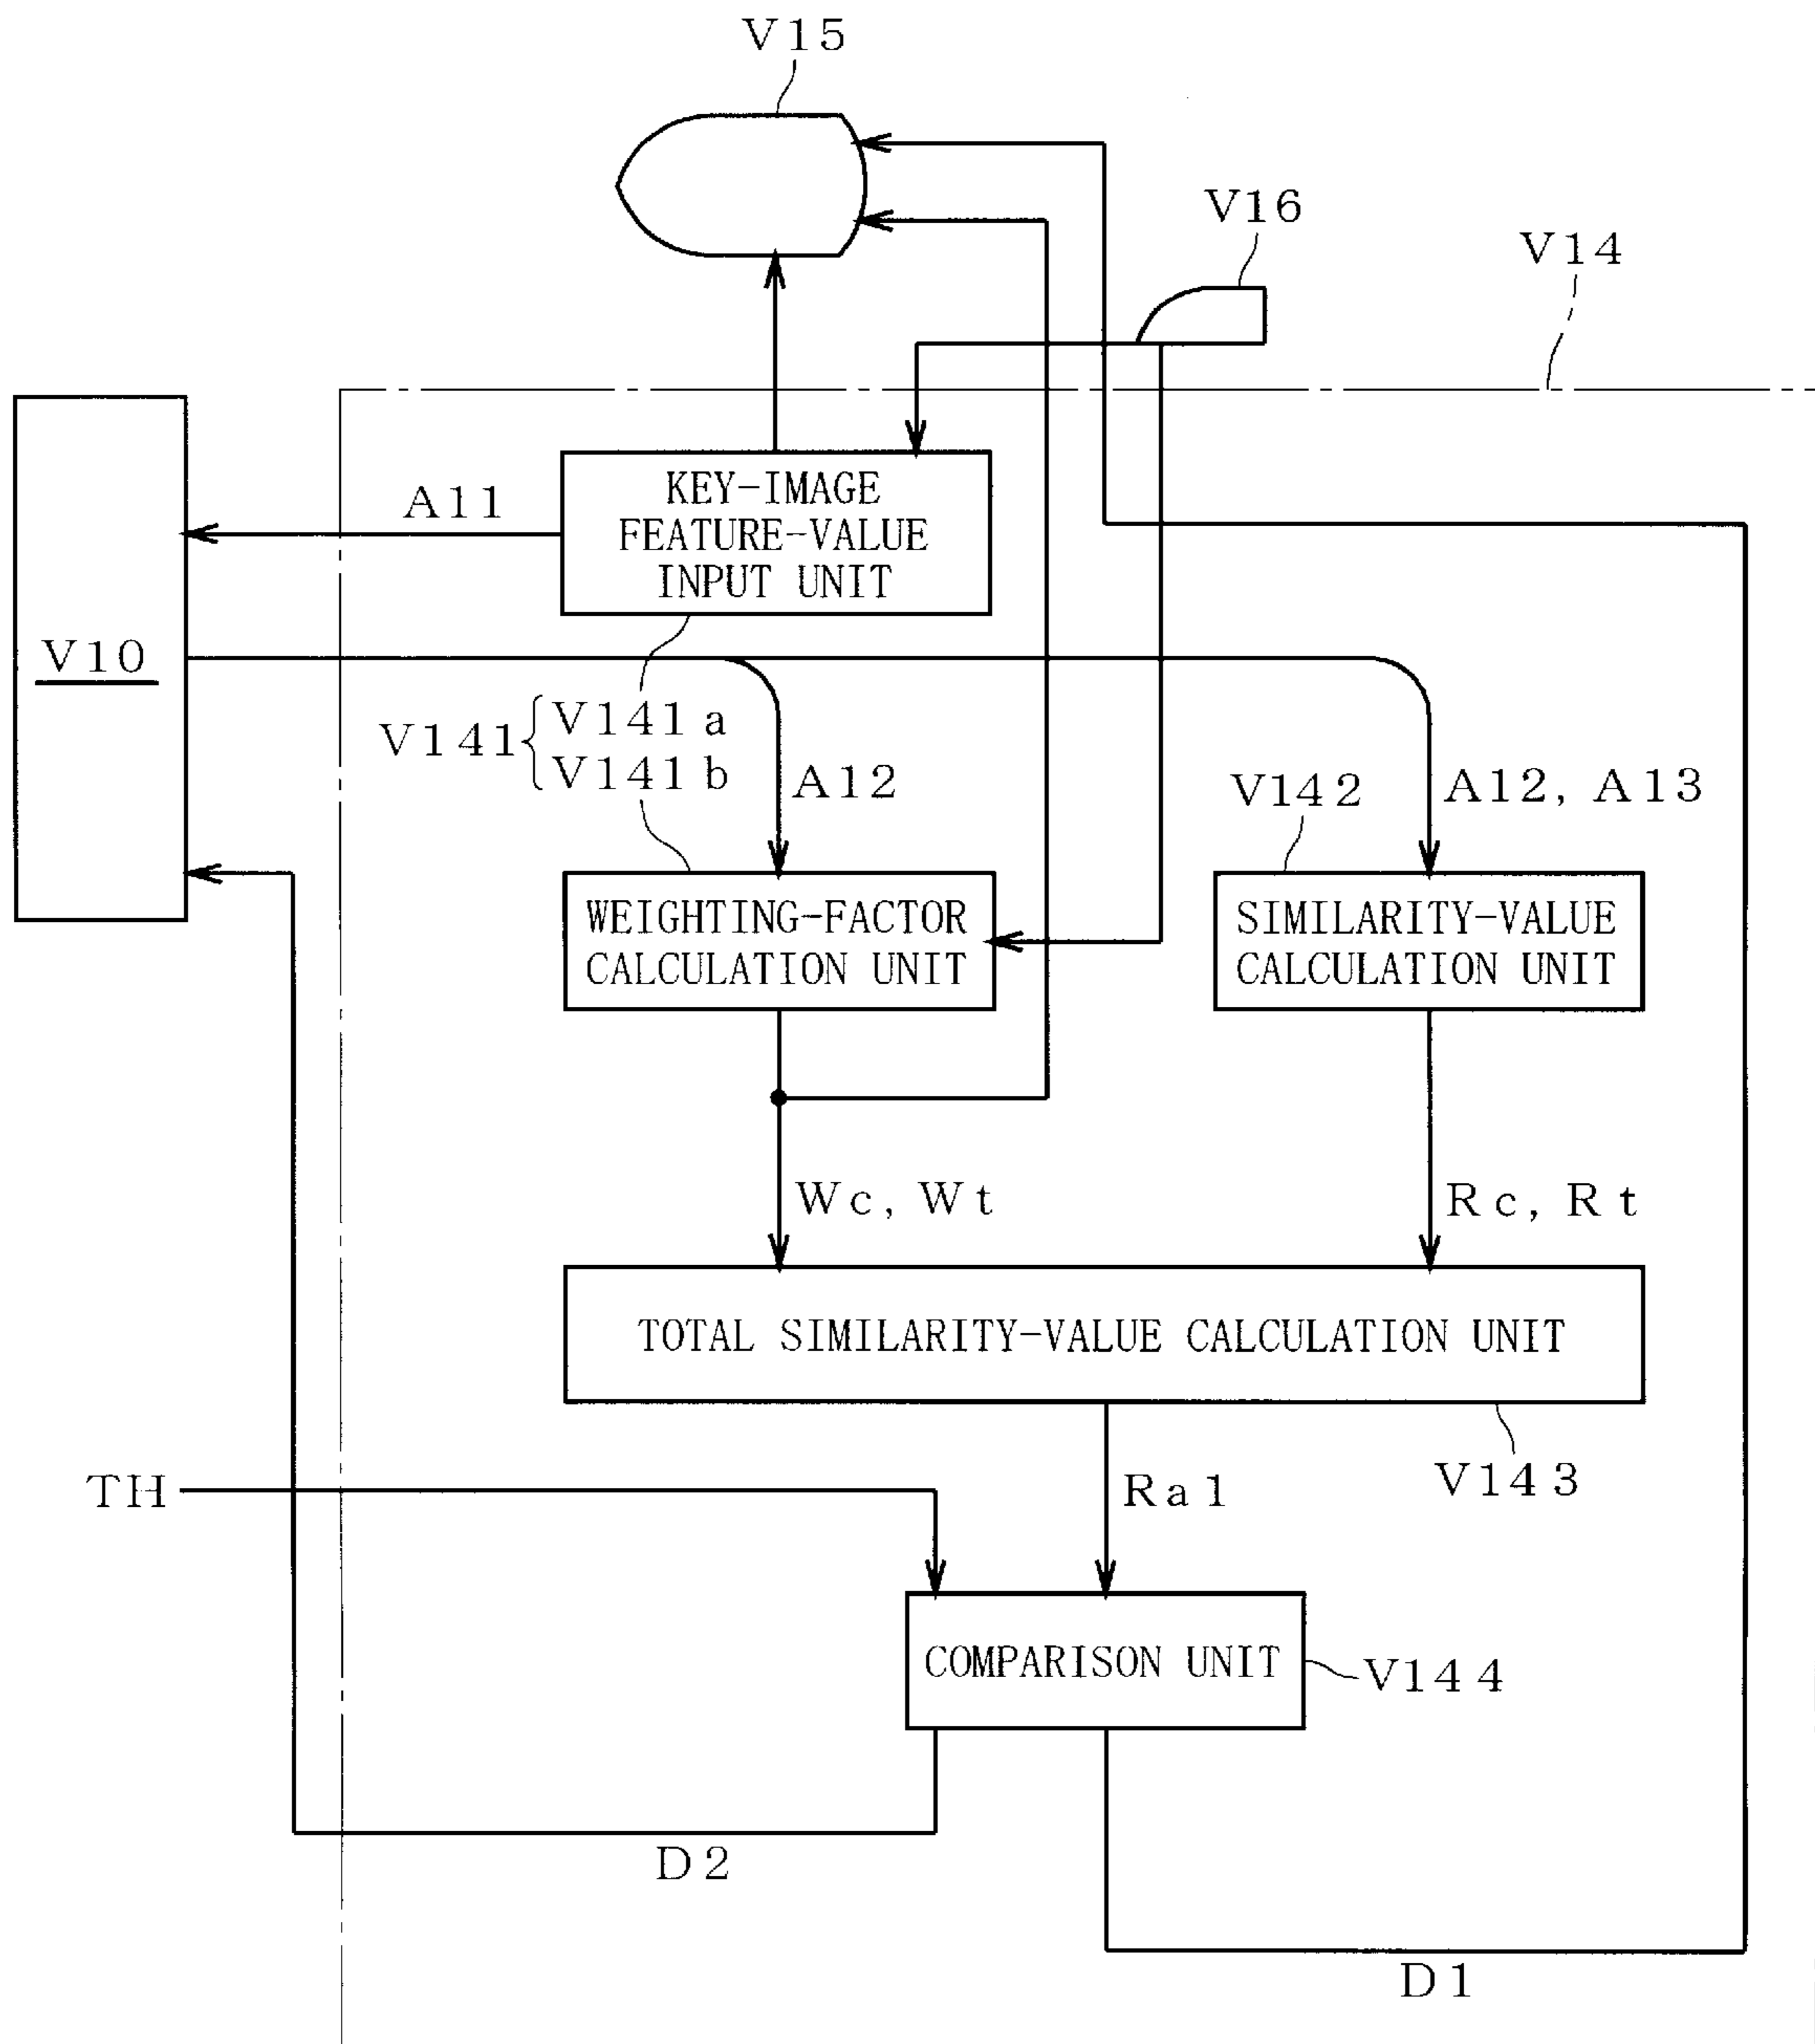 V15
V16
V14
KEY-IMAGE
FEATURE-VALUE
INPUT UNIT
A11
V10
V141
V141a
V141b
A12
V142
A12, A13
WEIGHTING-FACTOR
CALCULATION UNIT
SIMILARITY-VALUE
CALCULATION UNIT
Wc, Wt
Rc, Rt
TOTAL SIMILARITY-VALUE CALCULATION UNIT
TH
Ra1
V143
COMPARISON UNIT
V144
D2
D1